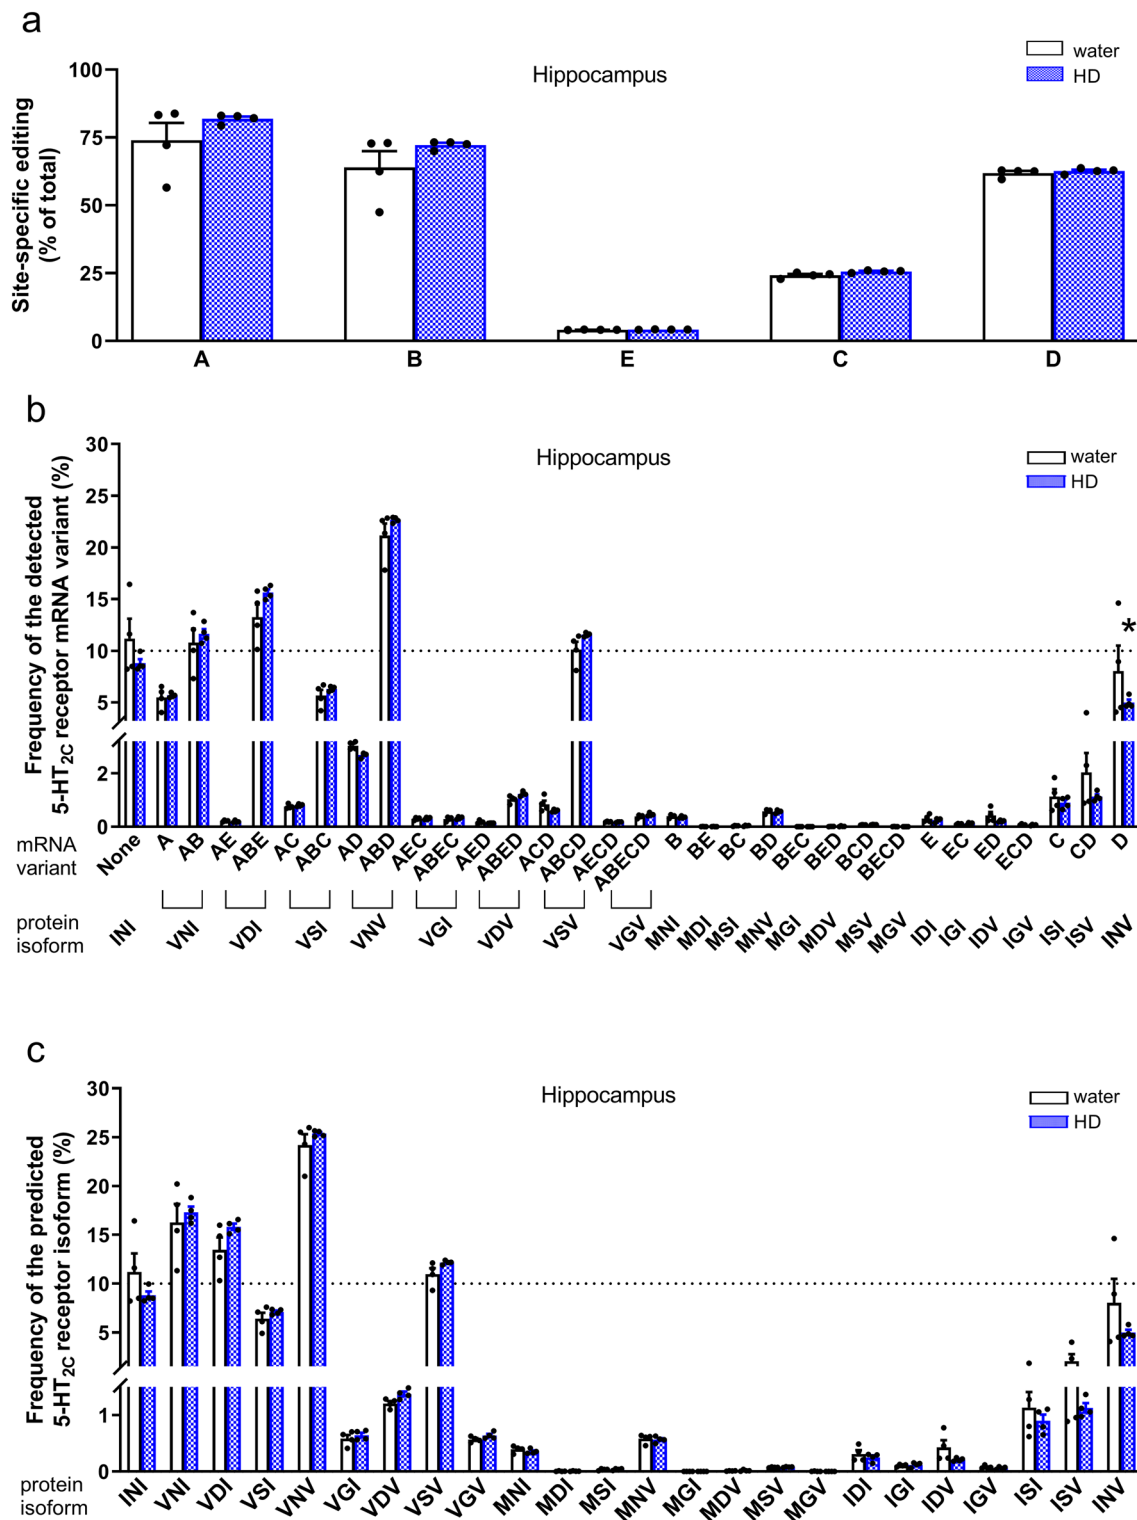 a
water
HD
Hippocampus
Site-specific editing
(% of total)
100
75
50
25
0
A B E C D
b
Hippocampus
water
HD
Frequency of the detected
5-HT2C receptor mRNA variant (%)
30
25
20
15
10
5
2
0
mRNA
variant
None A AB AE ABE AC ABC AD ABD AEC ABEC AED ABED ACD ABCD AECD ABECD B BE BC BD BEC BED BCD BECD E EC ED ECD C CD D
*
protein
isoform
INI VNI VDI VSI VNV VGI VDV VSV VGV MNI MDI MSI MNV MGI MDV MSV MGV IDI IGI IDV IGV ISI ISV INV
c
Hippocampus
water
HD
Frequency of the predicted
5-HT2C receptor isoform (%)
30
25
20
15
10
5
1
0
protein
isoform
INI VNI VDI VSI VNV VGI VDV VSV VGV MNI MDI MSI MNV MGI MDV MSV MGV IDI IGI IDV IGV ISI ISV INV